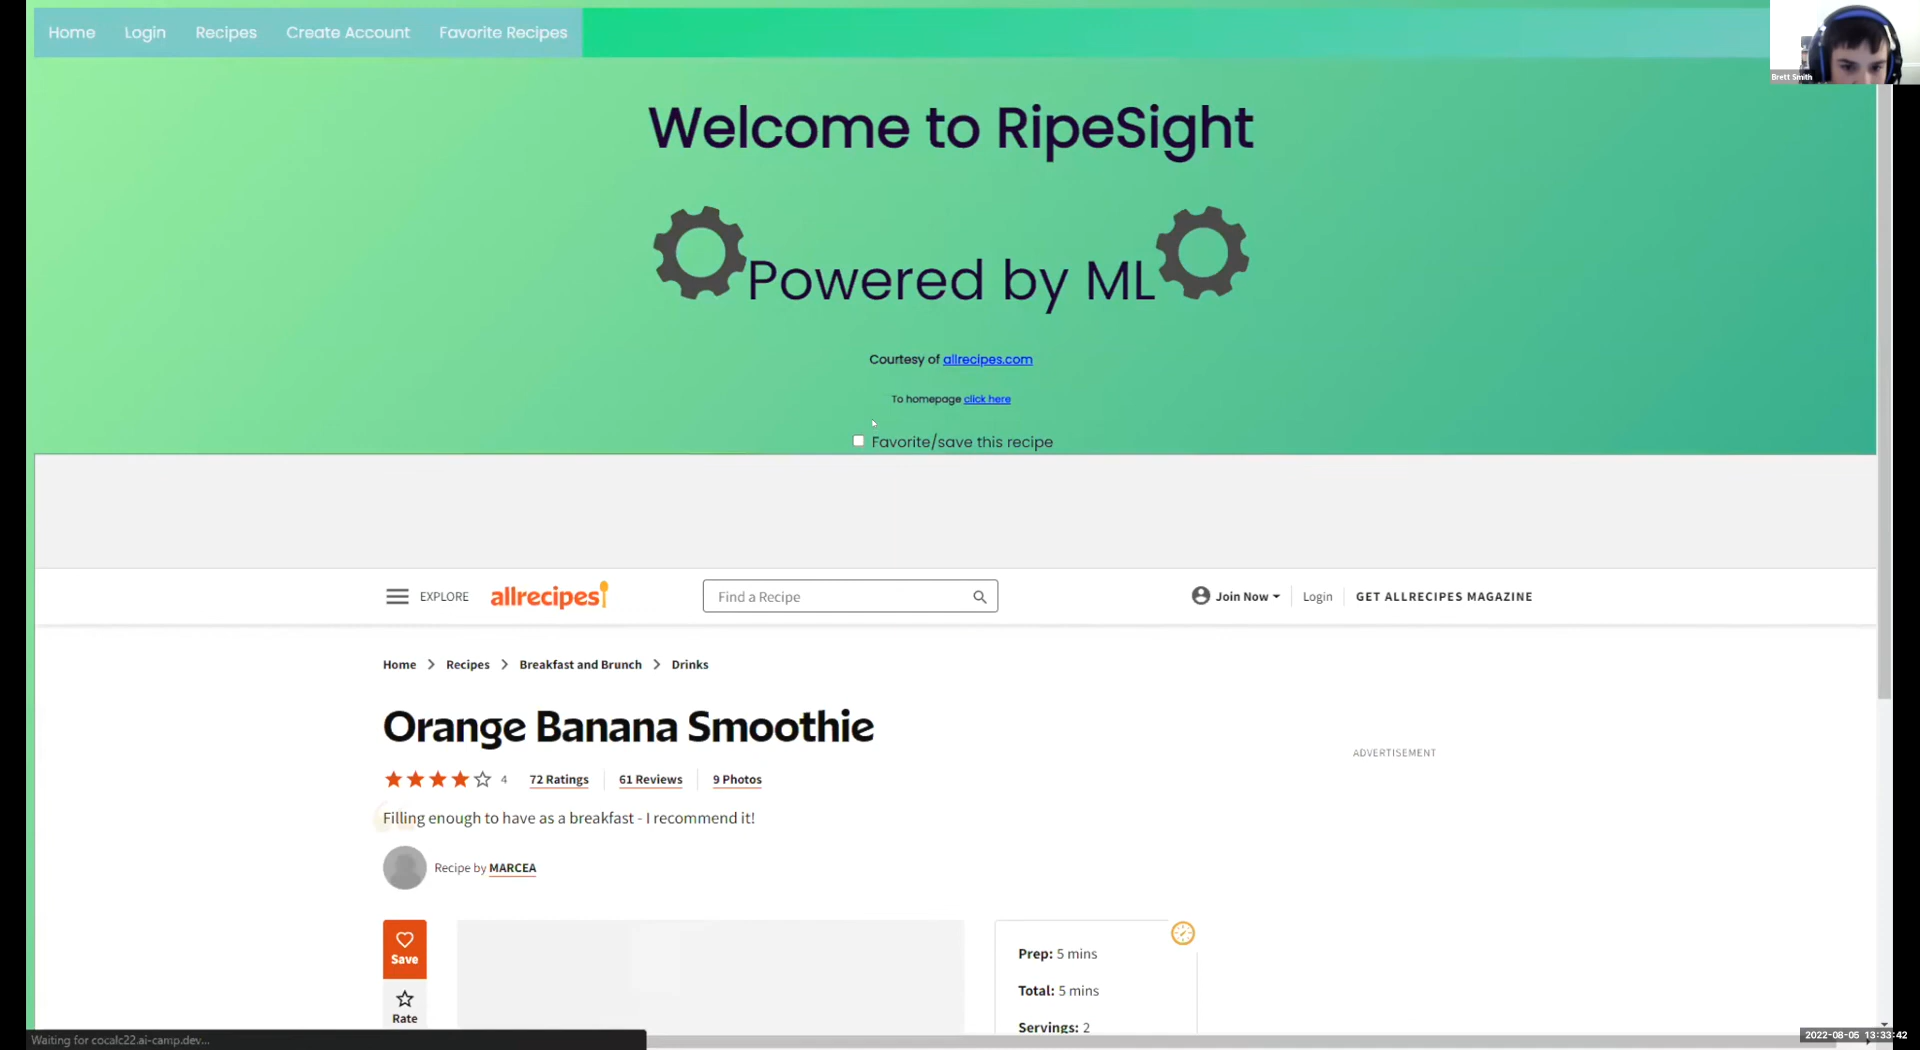 Home Login Recipes Create Account Favorite Recipes
Brett Smith
Welcome to RipeSight
Powered by ML
Courtesy of allrecipes.com
To homepage click here
Favorite/save this recipe
EXPLORE allrecipes Find a Recipe Join Now Login GET ALLRECIPES MAGAZINE
Home > Recipes > Breakfast and Brunch > Drinks
Orange Banana Smoothie
ADVERTISEMENT
4 72 Ratings 61 Reviews 9 Photos
Filling enough to have as a breakfast - I recommend it!
Recipe by MARCEA
Save
Prep: 5 mins
Total: 5 mins
Rate
Servings: 2
Waiting for cocalc22.ai-camp.dev...
2022-08-05 13:33:42